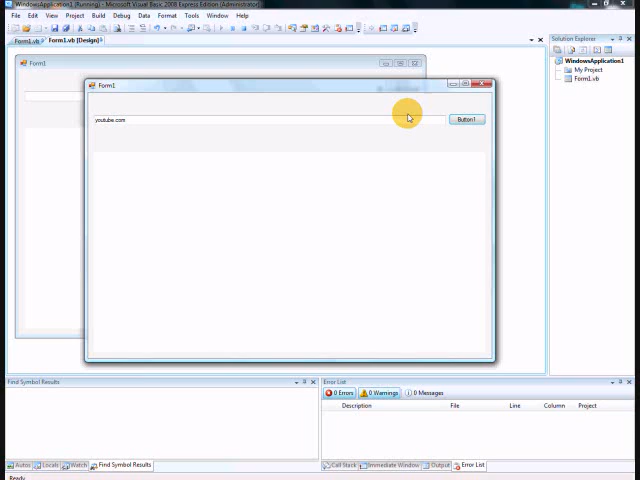 WindowsApplication1 (Running) - Microsoft Visual Basic 2008 Express Edition (Administrator)
File Edit View Project Build Debug Data Format Tools Window Help
Form1.vb Form1.vb [Design]
Solution Explorer
WindowsApplication1
My Project
Form1.vb
Form1
Form1
youtube.com
Button1
Find Symbol Results
Error List
0 Errors 0 Warnings 0 Messages
Description File Line Column Project
Autos Locals Watch Find Symbol Results
Call Stack Immediate Window Output Error List
Ready